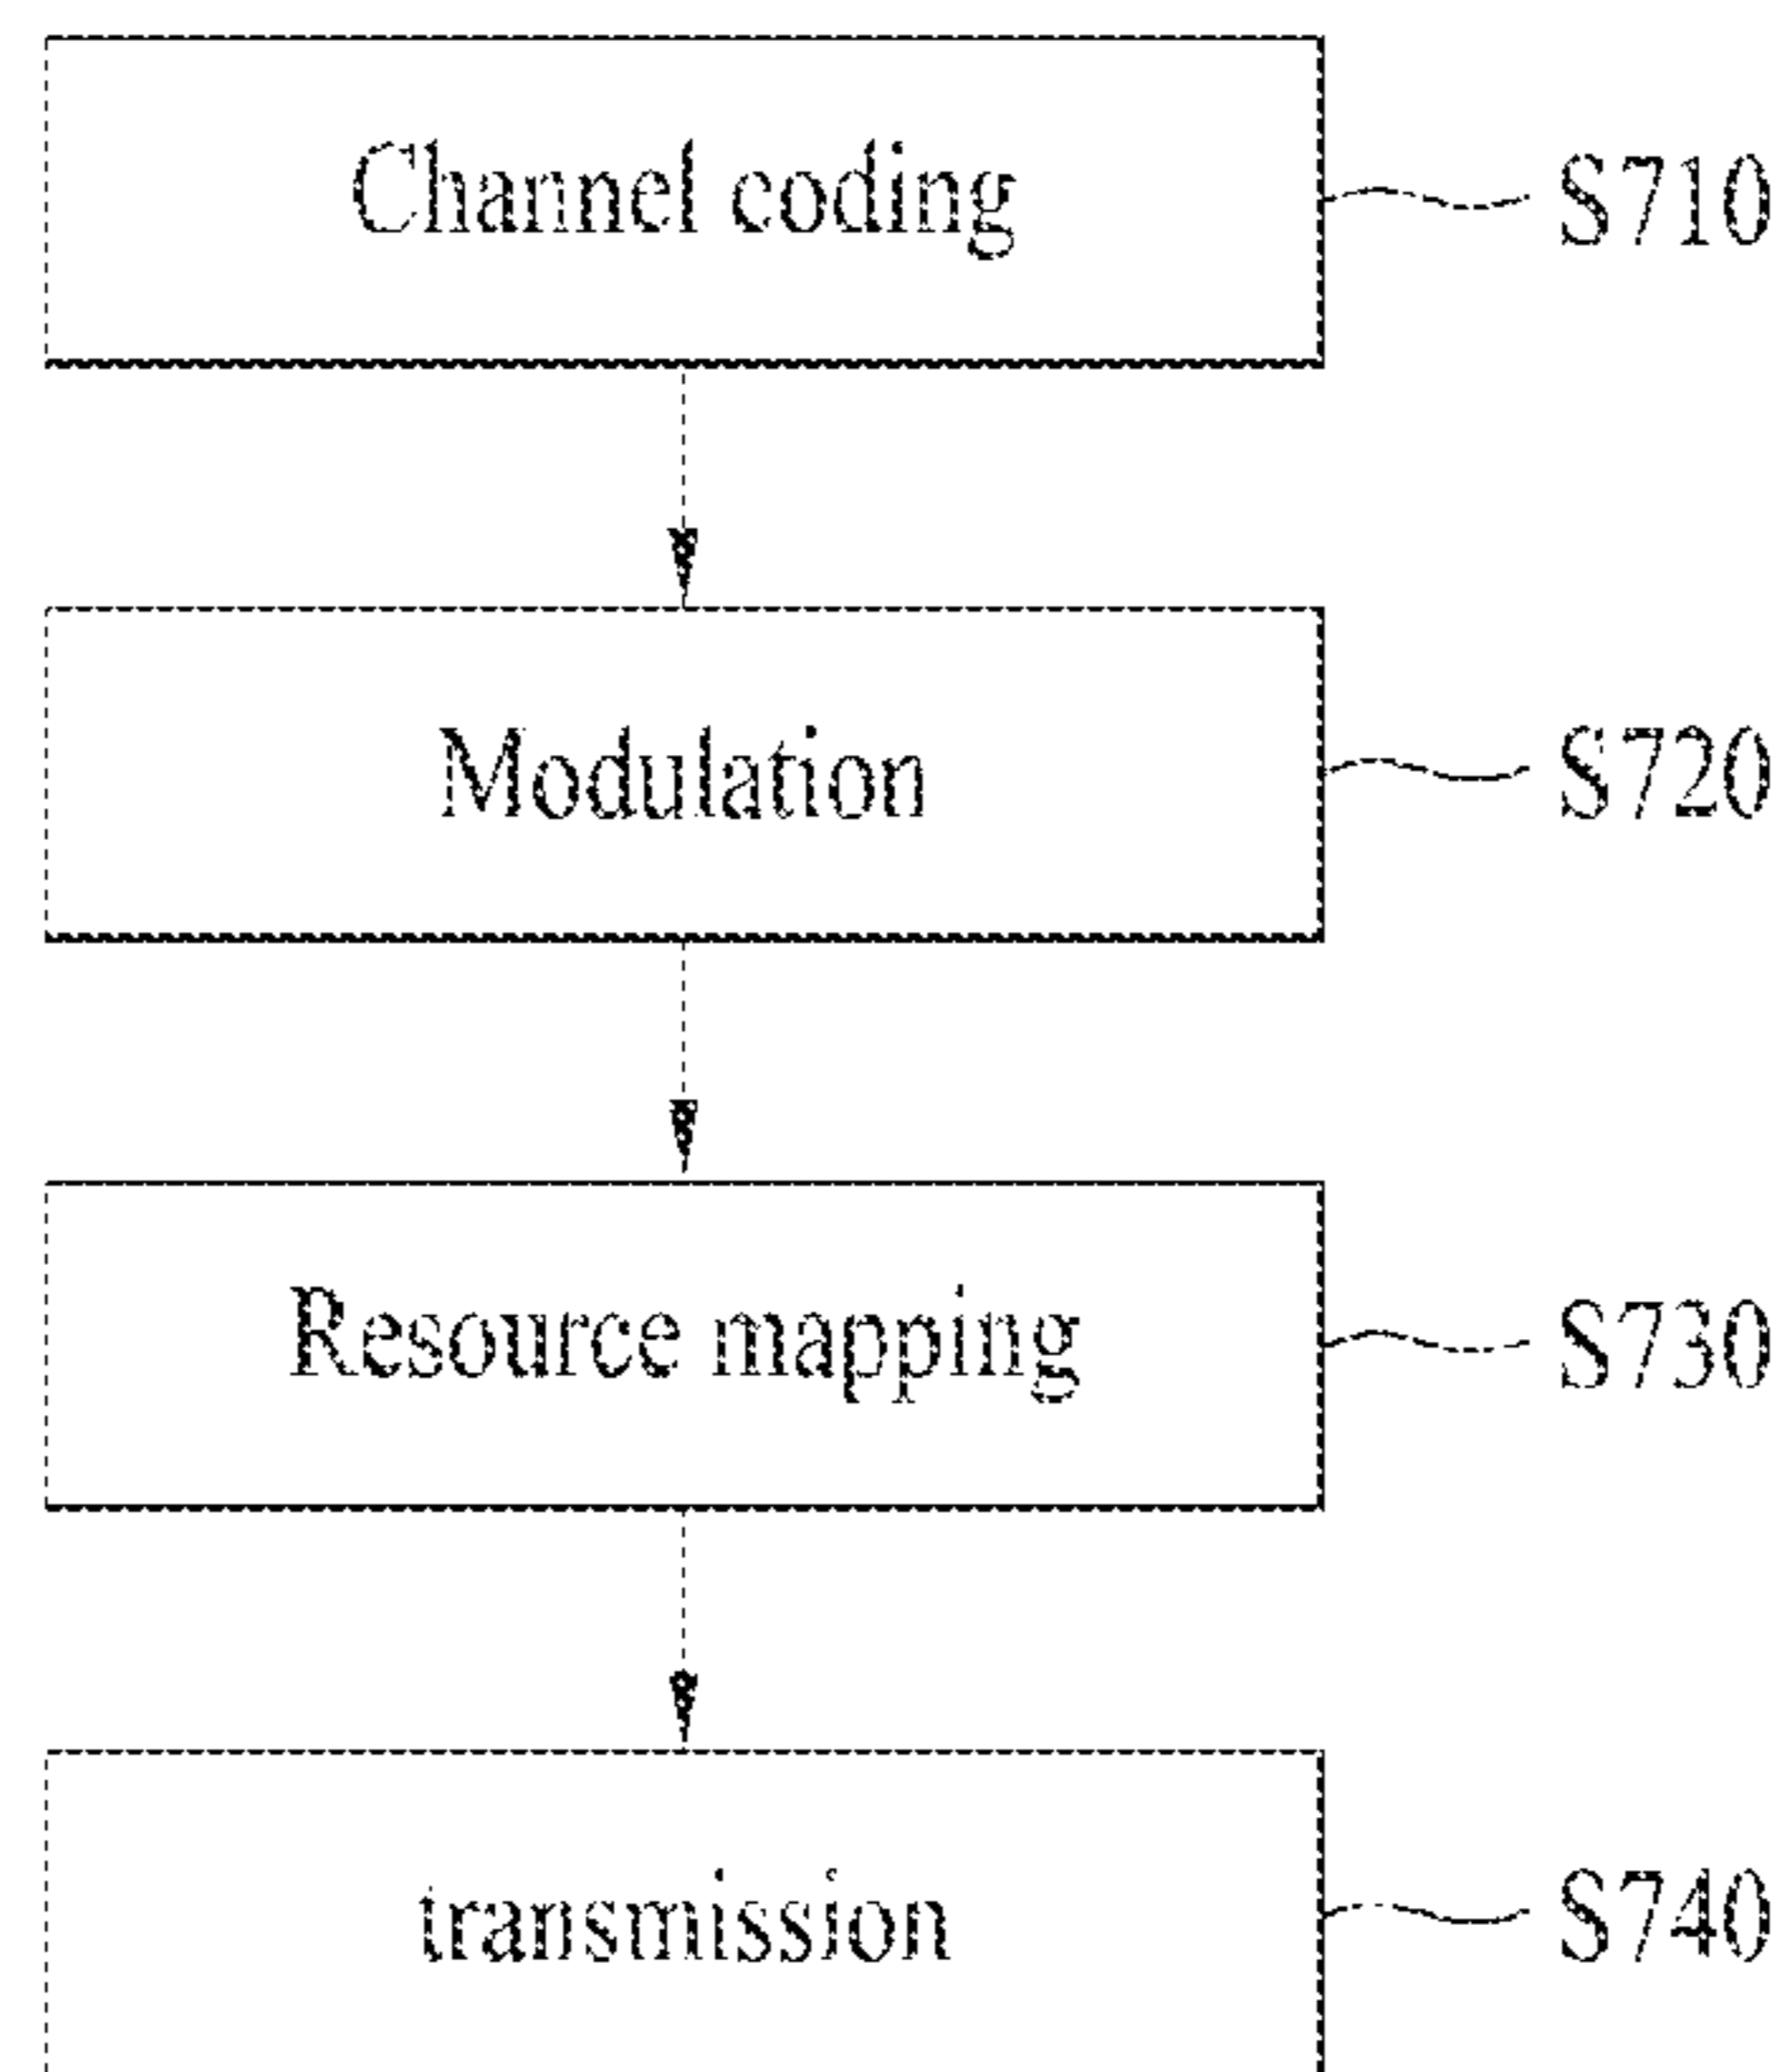 Channel coding S710
Modulation S720
Resource mapping S730
transmission S740